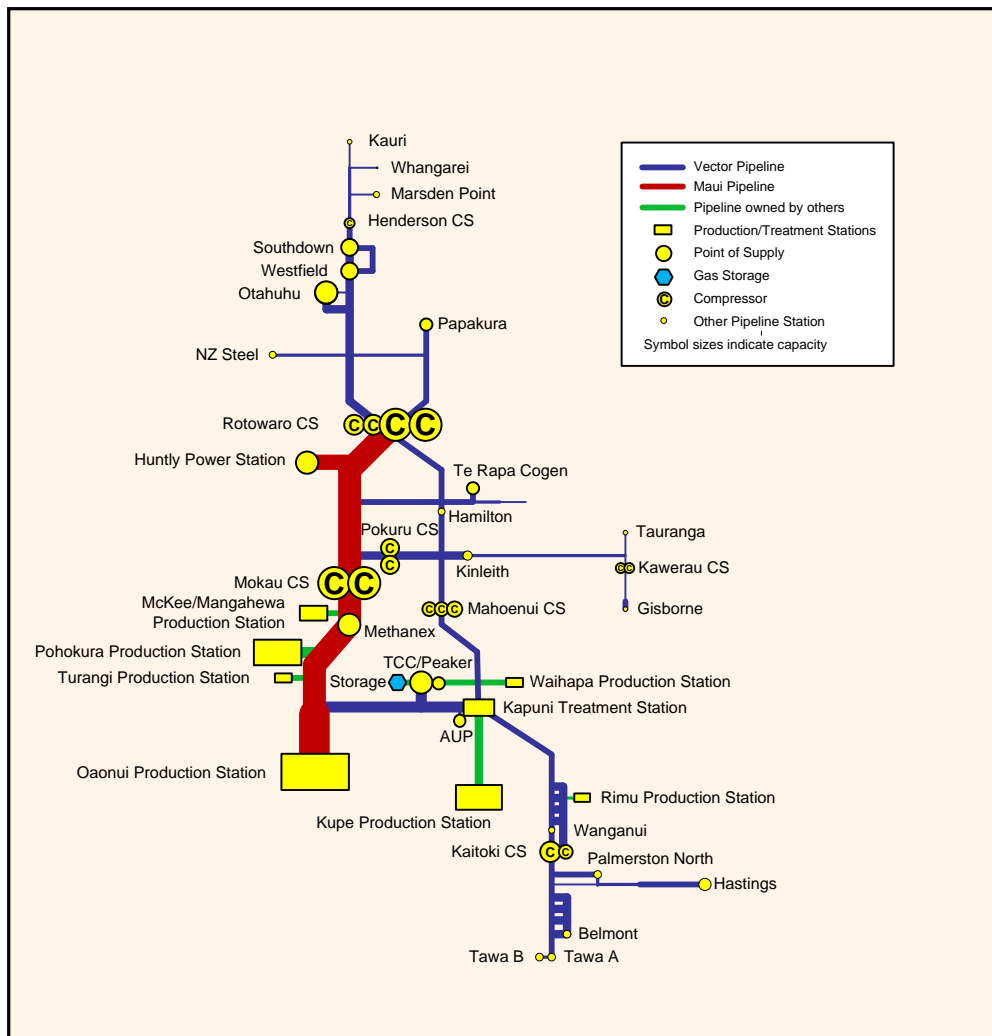 Kauri
Whangarei
Marsden Point
Henderson CS
Southdown
Westfield
Otahuhu
Papakura
NZ Steel
Rotowaro CS
C C C C
Huntly Power Station
Te Rapa Cogen
Hamilton
Pokuru CS
C
C
Kinleith
Tauranga
Kawerau CS
C C
Gisborne
Mokau CS
C C
Mahoenui CS
C C C
McKee/Mangahewa
Production Station
Methanex
Pohokura Production Station
Turangi Production Station
TCC/Peaker
Storage
Waihapa Production Station
Kapuni Treatment Station
AUP
Oaonui Production Station
Kupe Production Station
Rimu Production Station
Wanganui
Kaitoki CS
C C
Palmerston North
Hastings
Belmont
Tawa B
Tawa A
Vector Pipeline
Maui Pipeline
Pipeline owned by others
Production/Treatment Stations
Point of Supply
Gas Storage
C Compressor
Other Pipeline Station
Symbol sizes indicate capacity